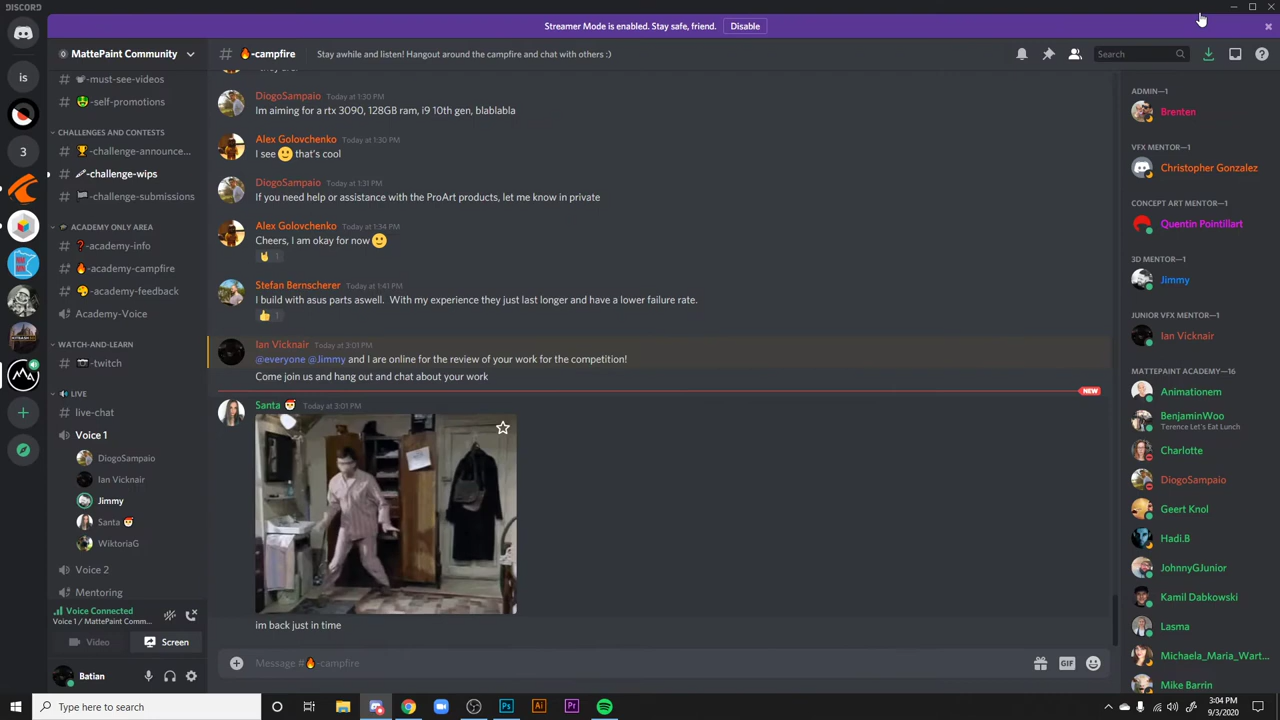 DISCORD
Streamer Mode is enabled. Stay safe, friend. Disable
MattePaint Community
-must-see-videos
-self-promotions
CHALLENGES AND CONTESTS
-challenge-announce...
-challenge-wips
-challenge-submissions
ACADEMY ONLY AREA
-academy-info
-academy-campfire
-academy-feedback
Academy-Voice
WATCH-AND-LEARN
-twitch
LIVE
live-chat
Voice 1
DiogoSampaio
Ian Vicknair
Jimmy
Santa
WiktoriaG
Voice 2
Mentoring
Voice Connected
Voice 1 / MattePaint Comm...
Video
Screen
Batian
is
3
-campfire
Stay awhile and listen! Hangout around the campfire and chat with others :)
Search
DiogoSampaio Today at 1:30 PM
Im aiming for a rtx 3090, 128GB ram, i9 10th gen, blablabla
Alex Golovchenko Today at 1:30 PM
I see 🙂 that's cool
DiogoSampaio Today at 1:31 PM
If you need help or assistance with the ProArt products, let me know in private
Alex Golovchenko Today at 1:34 PM
Cheers, I am okay for now 🙂
1
Stefan Bernscherer Today at 1:41 PM
I build with asus parts aswell. With my experience they just last longer and have a lower failure rate.
1
Ian Vicknair Today at 3:01 PM
@everyone @Jimmy and I are online for the review of your work for the competition!
Come join us and hang out and chat about your work
NEW
Santa Today at 3:01 PM
im back just in time
Message #🔥-campfire
GIF
ADMIN—1
Brenten
VFX MENTOR—1
Christopher Gonzalez
CONCEPT ART MENTOR—1
Quentin Pointillart
3D MENTOR—1
Jimmy
JUNIOR VFX MENTOR—1
Ian Vicknair
MATTEPAINT ACADEMY—16
Animationem
BenjaminWoo
Terence Let's Eat Lunch
Charlotte
DiogoSampaio
Geert Knol
Hadi.B
JohnnyGJunior
Kamil Dabkowski
Lasma
Michaela_Maria_Wart...
Mike Barrin
Type here to search
Ps
Ai
Pr
3:04 PM
9/3/2020